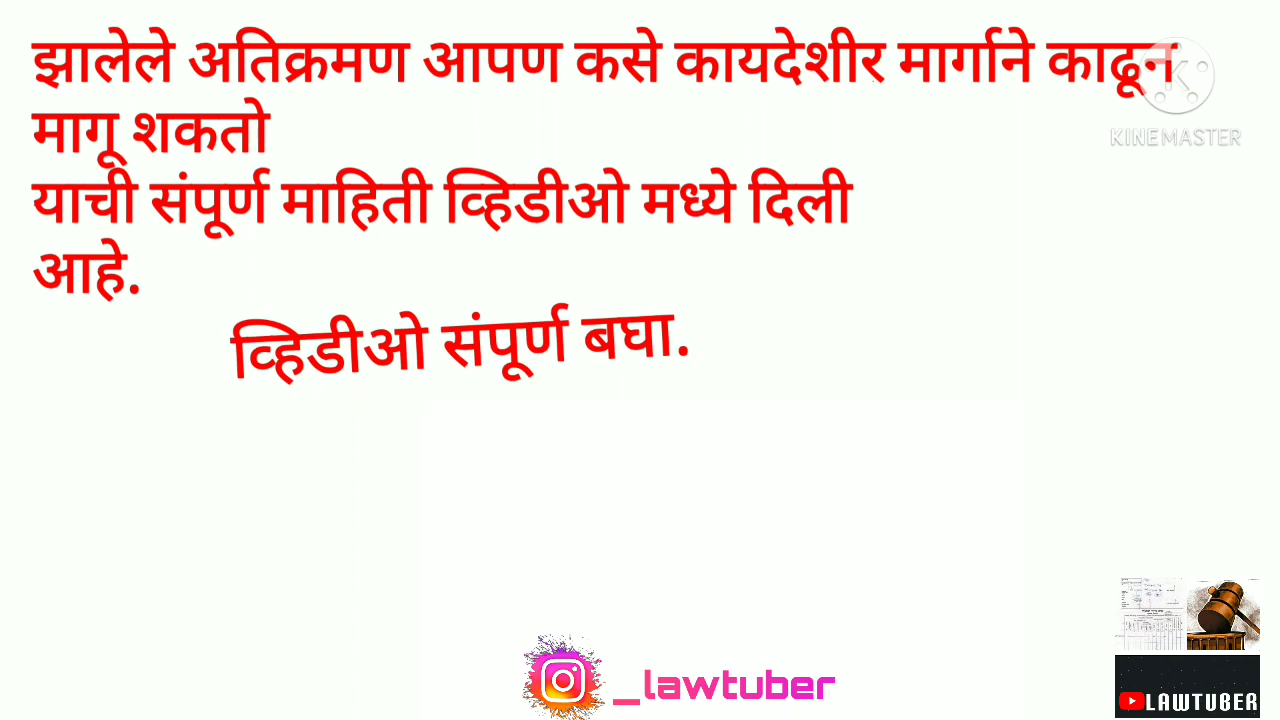 झालेले अतिक्रमण आपण कसे कायदेशीर मार्गाने काढून
मागू शकतो
याची संपूर्ण माहिती व्हिडीओ मध्ये दिली
आहे.
व्हिडीओ संपूर्ण बघा.
K
KINEMASTER
_lawtuber
LAWTUBER